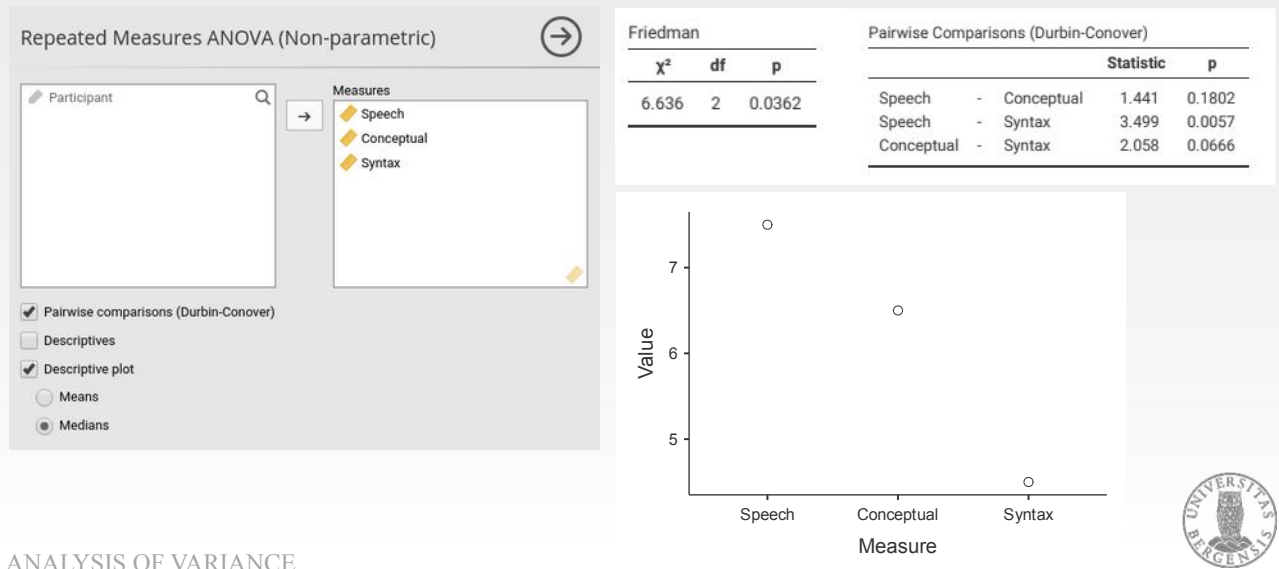 Repeated Measures ANOVA (Non-parametric)
Participant
Measures
Speech
Conceptual
Syntax
Pairwise comparisons (Durbin-Conover)
Descriptives
Descriptive plot
Means
Medians
Friedman
χ² df p
6.636 2 0.0362
Pairwise Comparisons (Durbin-Conover)
Statistic p
Speech - Conceptual 1.441 0.1802
Speech - Syntax 3.499 0.0057
Conceptual - Syntax 2.058 0.0666
Value
7
6
5
Speech Conceptual Syntax
Measure
ANALYSIS OF VARIANCE
UNIVERSITAS
BERGENSIS